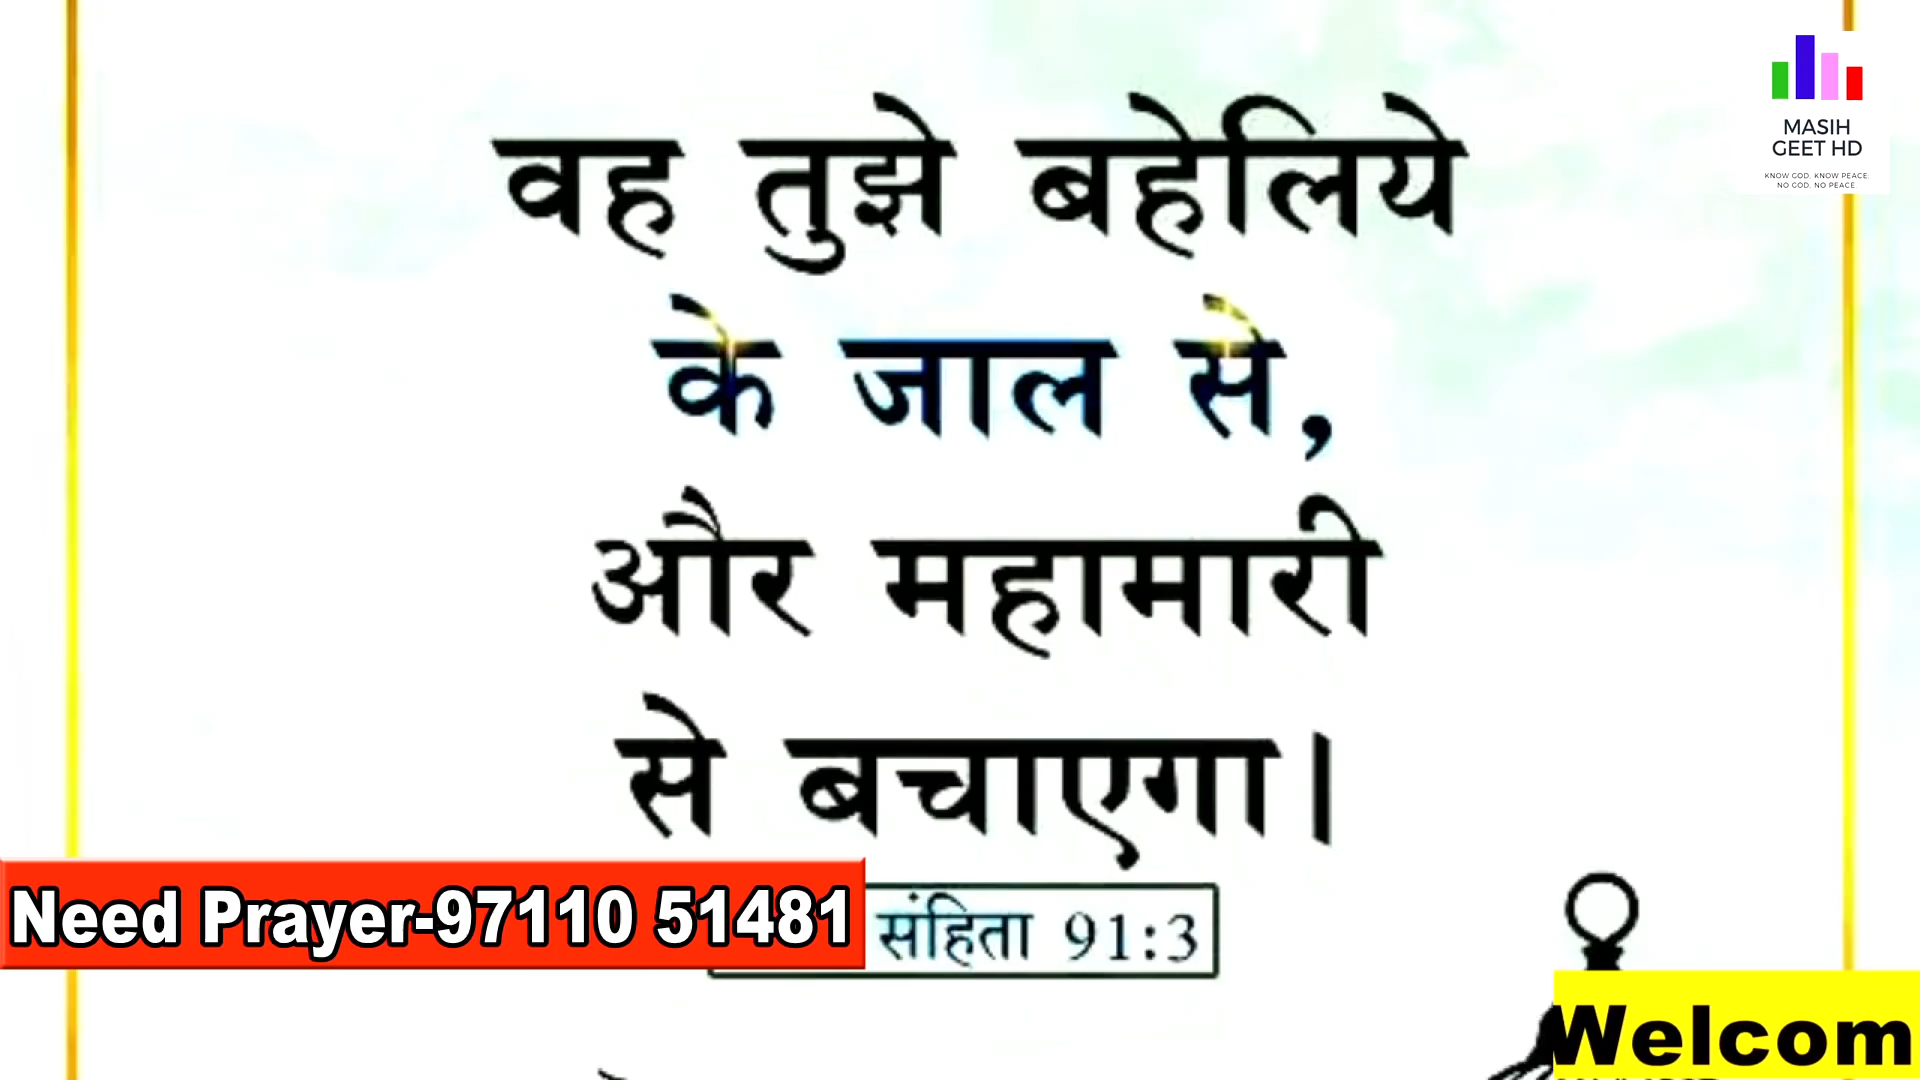 वह तुझे बहेलिये
के जाल से,
और महामारी
से बचाएगा।
संहिता 91:3
Need Prayer-97110 51481
MASIH
GEET HD
KNOW GOD. KNOW PEACE.
NO GOD. NO PEACE.
Welcom